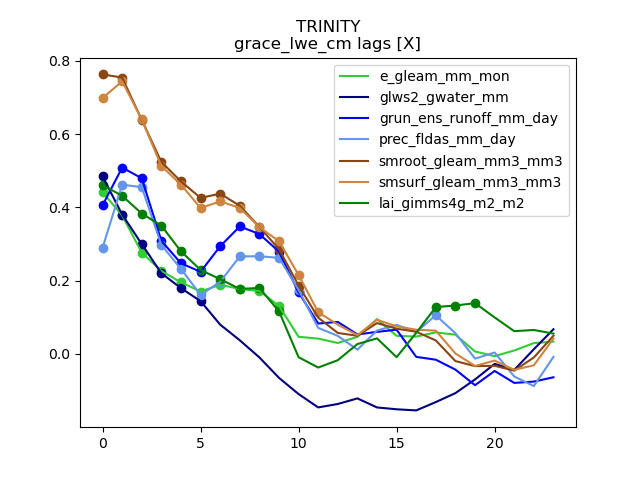 TRINITY
grace_lwe_cm lags [X]
0.8
0.6
0.4
0.2
0.0
0
5
10
15
20
e_gleam_mm_mon
glws2_gwater_mm
grun_ens_runoff_mm_day
prec_fldas_mm_day
smroot_gleam_mm3_mm3
smsurf_gleam_mm3_mm3
lai_gimms4g_m2_m2